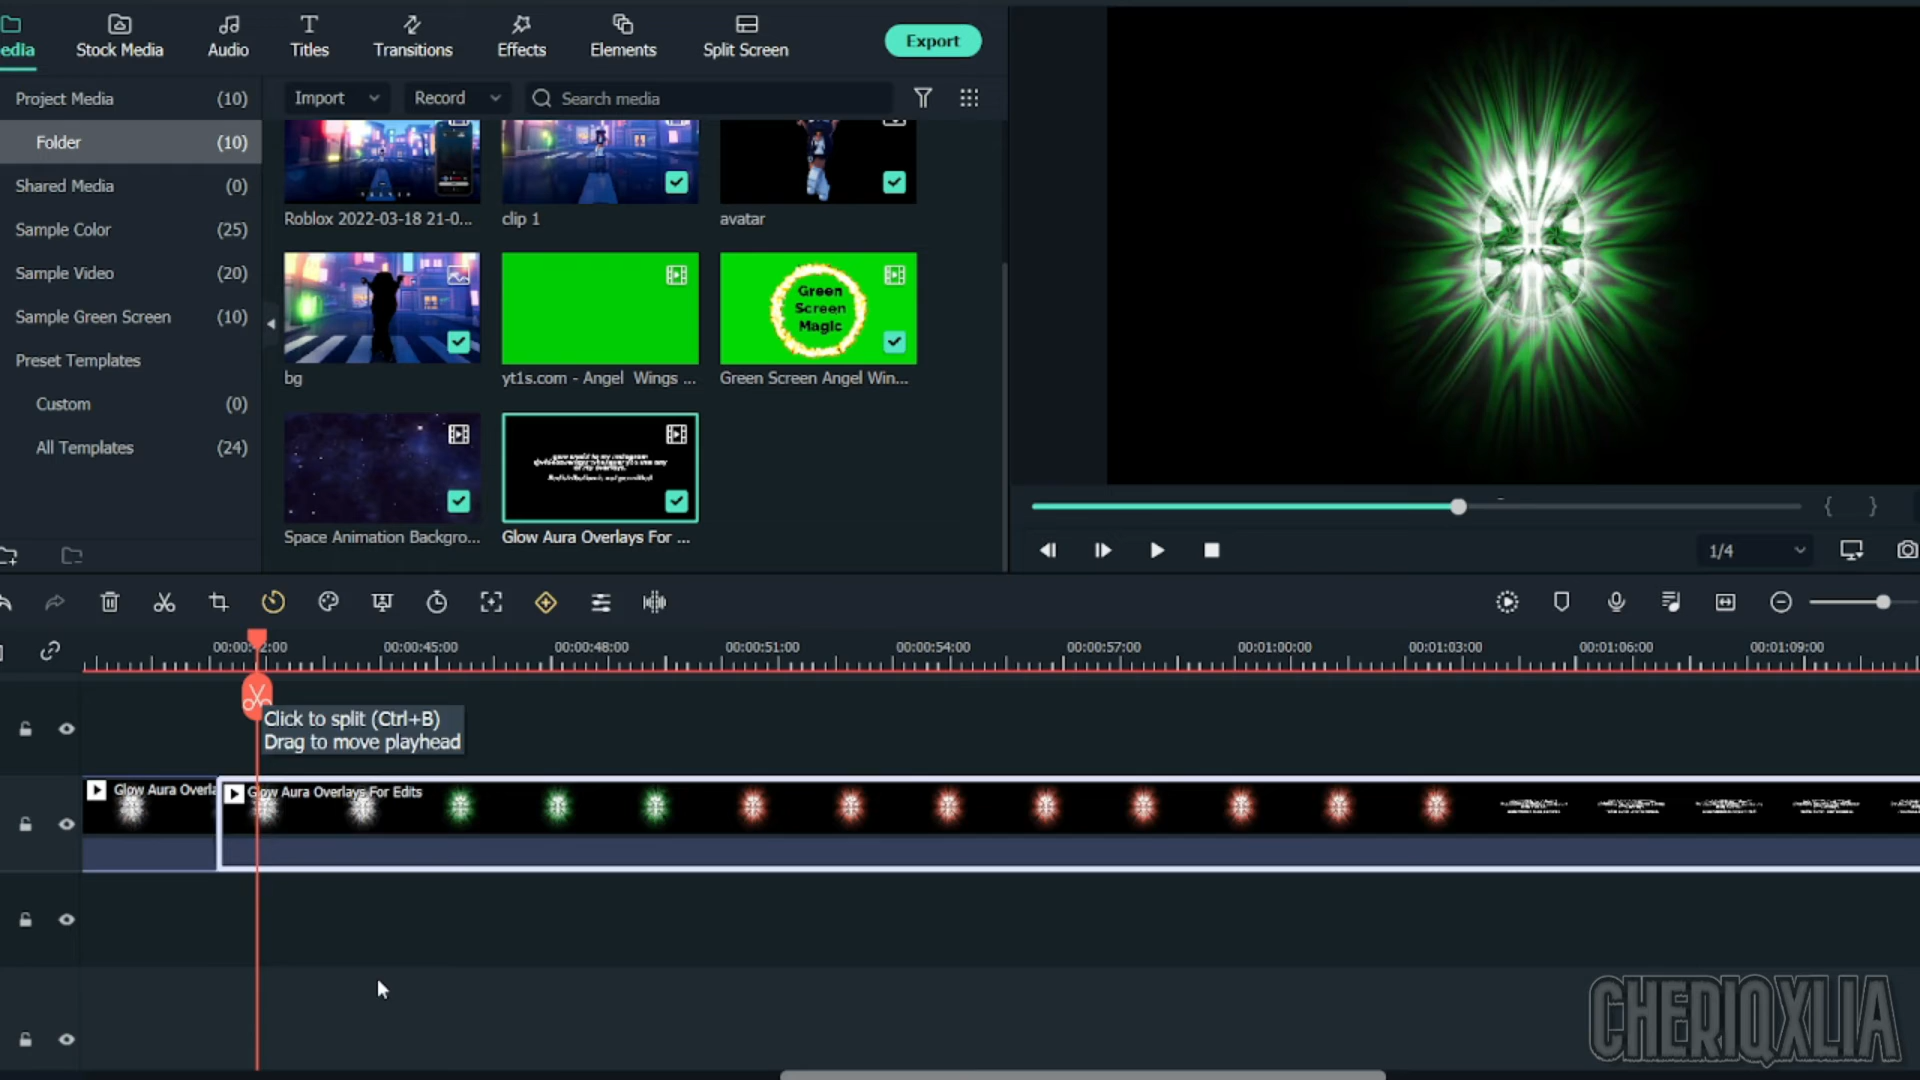 edia
Stock Media
Audio
Titles
Transitions
Effects
Elements
Split Screen
Export
Project Media (10)
Folder (10)
Shared Media (0)
Sample Color (25)
Sample Video (20)
Sample Green Screen (10)
Preset Templates
Custom (0)
All Templates (24)
Import
Record
Search media
Roblox 2022-03-18 21-0...
clip 1
avatar
Green
Screen
Magic
bg
yt1s.com - Angel Wings ...
Green Screen Angel Win...
Space Animation Backgro...
Glow Aura Overlays For ...
{ }
1/4
00:00:45:00
00:00:48:00
00:00:51:00
00:00:54:00
00:00:57:00
00:01:00:00
00:01:03:00
00:01:06:00
00:01:09:00
Click to split (Ctrl+B)
Drag to move playhead
Glow Aura Overla
Glow Aura Overlays For Edits
CHERIQXLIA